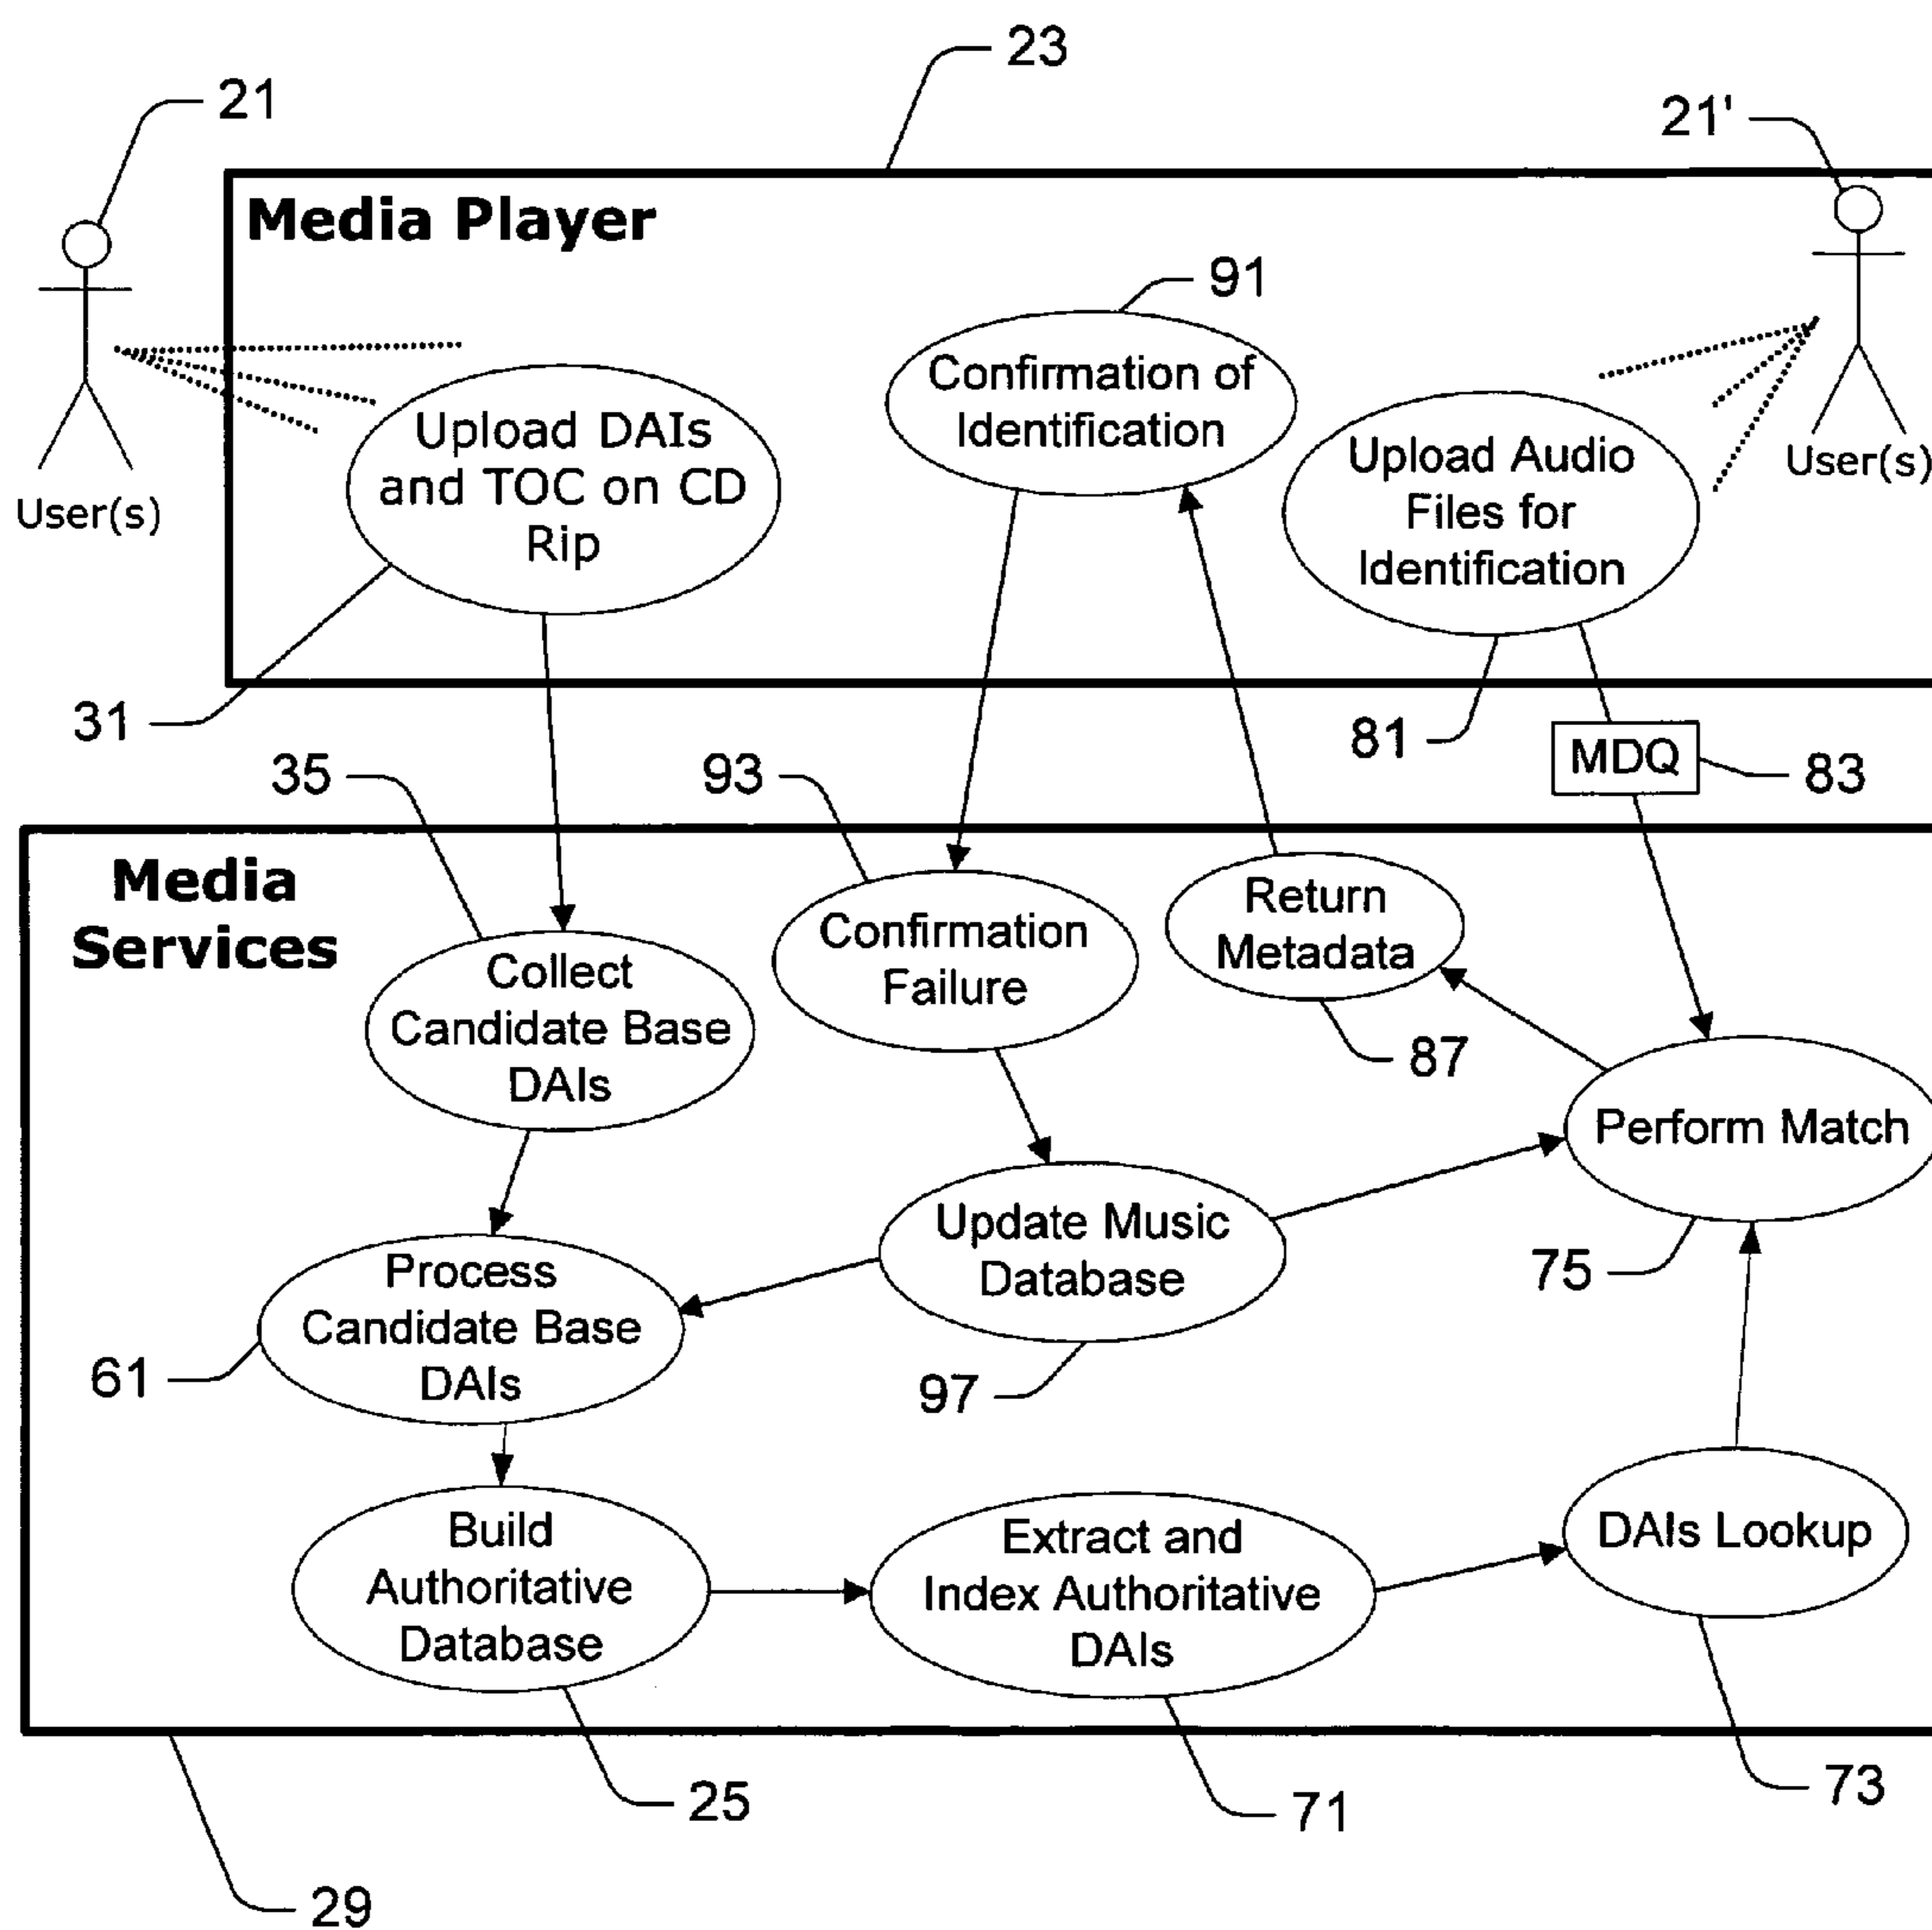 23
21
21'
Media Player
91
Confirmation of
Identification
Upload DAIs
and TOC on CD
Rip
Upload Audio
Files for
Identification
User(s)
User(s)
31
81
MDQ
83
35
93
Media
Services
Return
Metadata
Confirmation
Failure
Collect
Candidate Base
DAIs
87
Perform Match
Update Music
Database
75
Process
Candidate Base
DAIs
61
97
Build
Authoritative
Database
Extract and
Index Authoritative
DAIs
DAIs Lookup
25
71
73
29